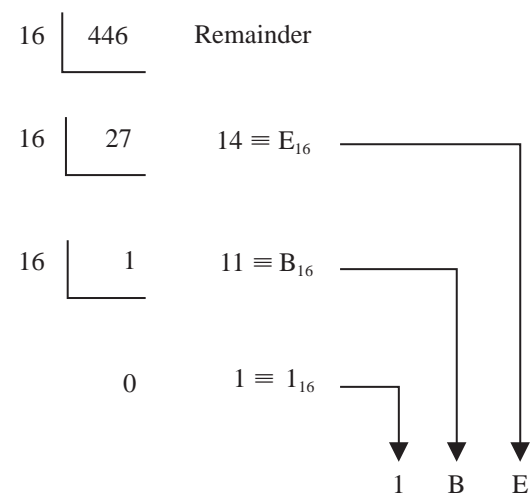 16 446 Remainder
16 27 14 ≡ E₁₆
16 1 11 ≡ B₁₆
0 1 ≡ 1₁₆
1 B E